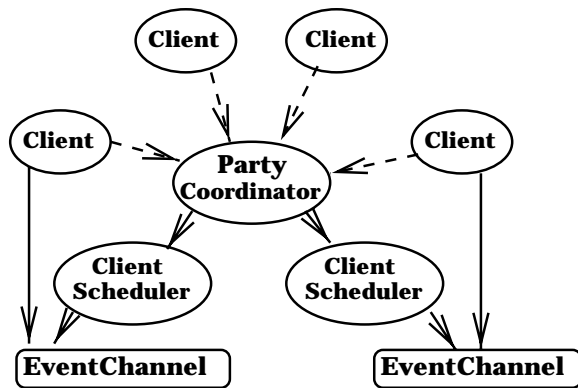 Client
Client
Client
Client
Party
Coordinator
Client
Scheduler
Client
Scheduler
EventChannel
EventChannel